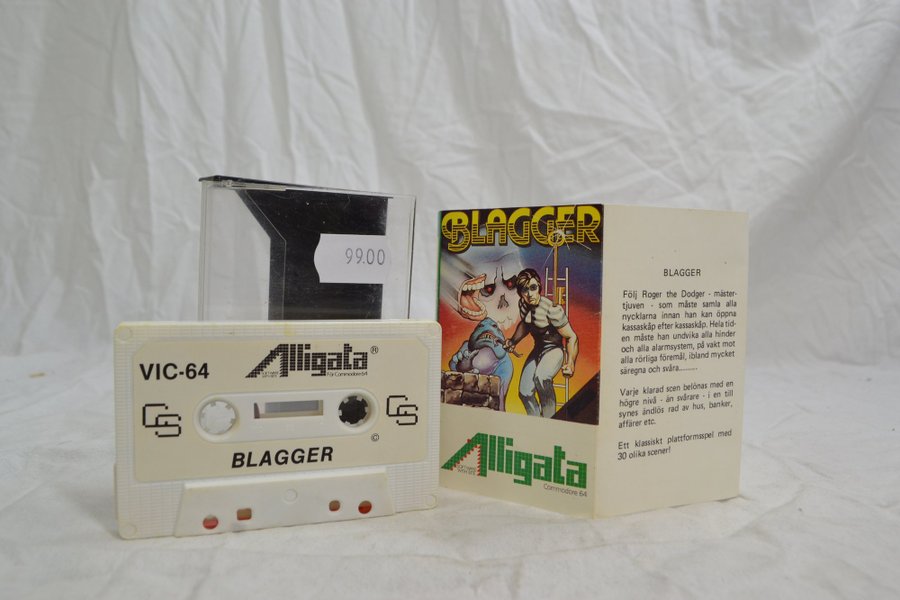 99.00
VIC-64
Alligata®
för Commodore 64
CS
CS
©
BLAGGER
BLAGGER
Alligata
Commodore 64
BLAGGER
Följ Roger the Dodger - mäster-
tjuven - som måste samla alla
nycklarna innan han kan öppna
kassaskåp efter kassaskåp. Hela tid-
en måste han undvika alla hinder
och alla alarmsystem, på vakt mot
alla rörliga föremål, ibland mycket
säregna och svåra.........
Varje klarad scen belönas med en
högre nivå - än svårare - i en till
synes ändlös rad av hus, banker,
affärer etc.
Ett klassiskt plattformsspel med
30 olika scener!